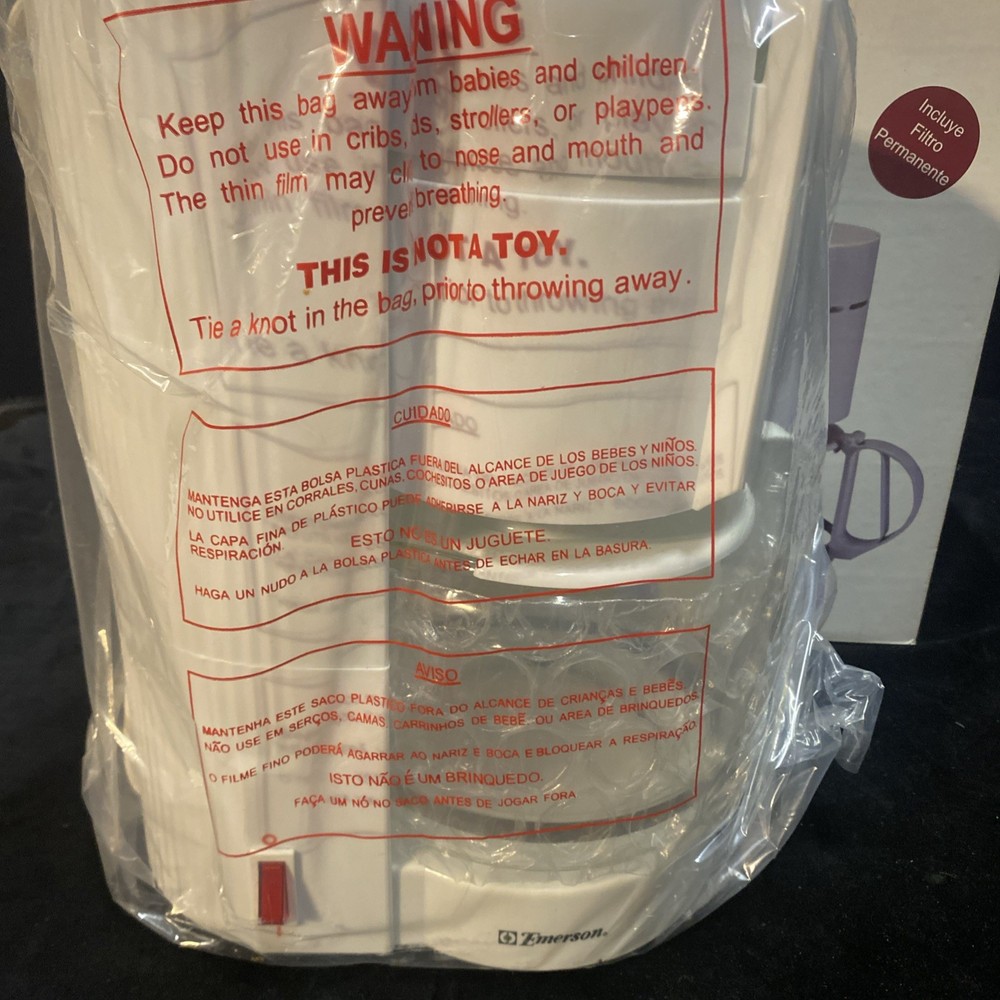 WARNING
Keep this bag away from babies and children.
Do not use in cribs, beds, strollers, or playpens.
The thin film may cling to nose and mouth and
prevent breathing.
THIS IS NOT A TOY.
Tie a knot in the bag, prior to throwing away.
CUIDADO
MANTENGA ESTA BOLSA PLASTICA FUERA DEL ALCANCE DE LOS BEBES Y NIÑOS.
NO UTILICE EN CORRALES, CUNAS, COCHESITOS O AREA DE JUEGO DE LOS NIÑOS.
LA CAPA FINA DE PLÁSTICO PUEDE ADHERIRSE A LA NARIZ Y BOCA Y EVITAR
RESPIRACIÓN.
ESTO NO ES UN JUGUETE.
HAGA UN NUDO A LA BOLSA PLASTICA ANTES DE ECHAR EN LA BASURA.
AVISO
MANTENHA ESTE SACO PLASTICO FORA DO ALCANCE DE CRIANÇAS E BEBÊS
NÃO USE EM SERÇOS, CAMAS, CARRINHOS DE BEBÊ, OU AREA DE BRINQUEDOS.
O FILME FINO PODERÁ AGARRAR AO NARIZ E BOCA E BLOQUEAR A RESPIRAÇÃO.
ISTO NÃO É UM BRINQUEDO.
FAÇA UM NÓ NO SACO ANTES DE JOGAR FORA
Emerson.
Incluye
Filtro
Permanente